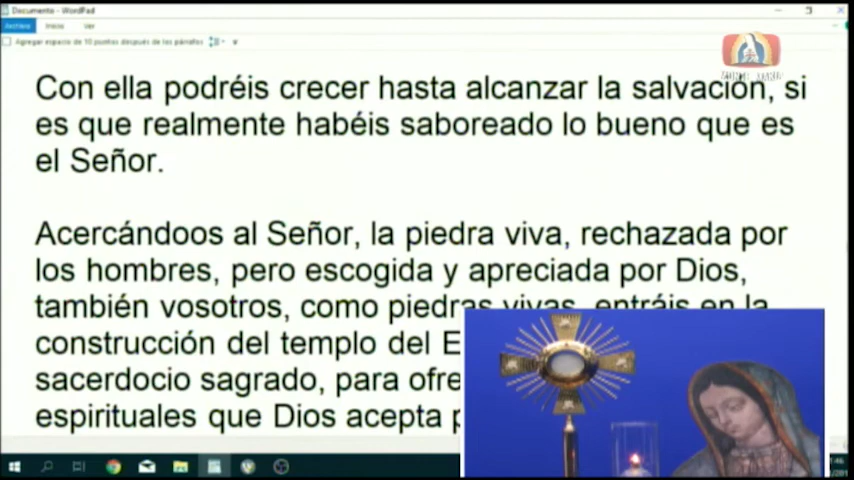 Documento - WordPad
Archivo Inicio Ver
Agregar espacio de 10 puntos después de los párrafos
Con ella podréis crecer hasta alcanzar la salvación, si
es que realmente habéis saboreado lo bueno que es
el Señor.
Acercándoos al Señor, la piedra viva, rechazada por
los hombres, pero escogida y apreciada por Dios,
también vosotros, como piedras vivas, entráis en la
construcción del templo del E
sacerdocio sagrado, para ofre
espirituales que Dios acepta p